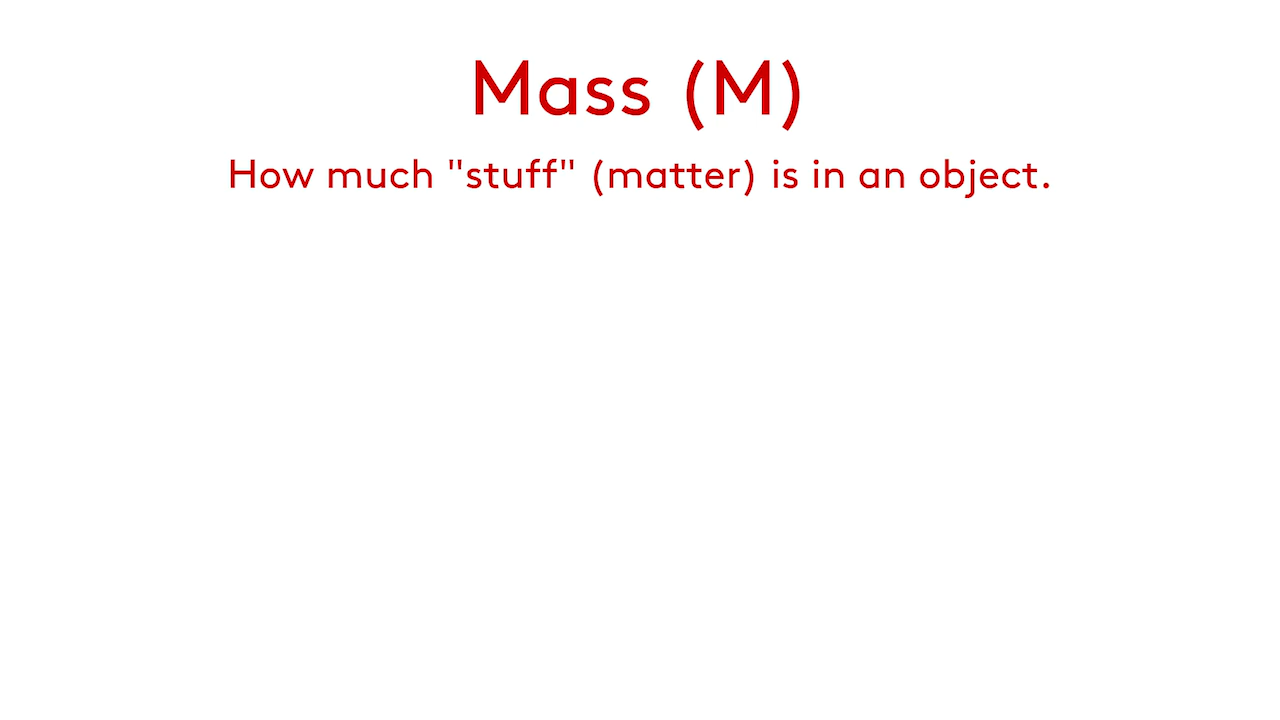 Mass (M)
How much "stuff" (matter) is in an object.